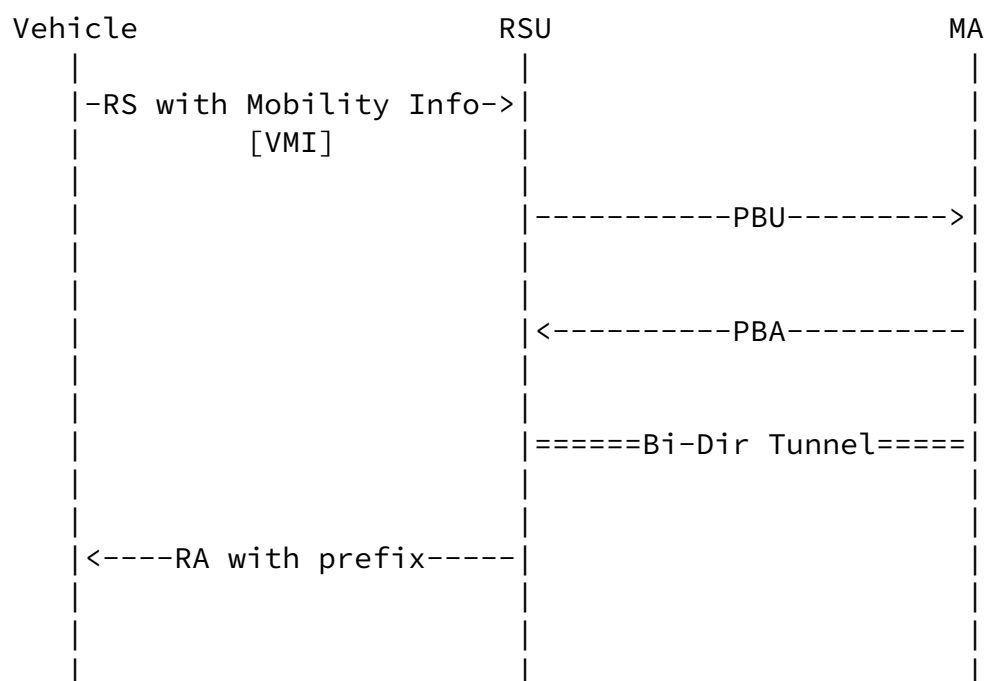 Vehicle RSU MA
-RS with Mobility Info->
[VMI]
-----------PBU--------->
<----------PBA----------
======Bi-Dir Tunnel=====
<----RA with prefix-----